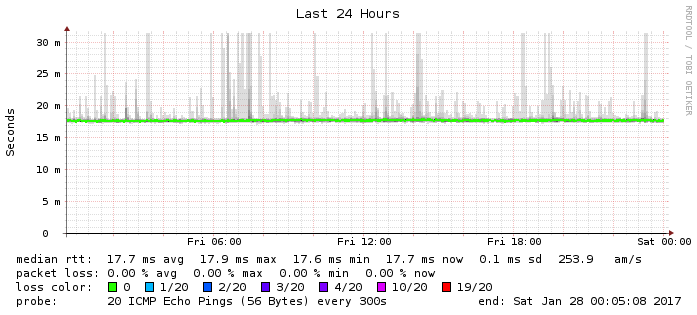 Last 24 Hours
RRDTOOL / TOBI OETIKER
Seconds
30 m
25 m
20 m
15 m
10 m
5 m
0
Fri 06:00 Fri 12:00 Fri 18:00 Sat 00:00
median rtt: 17.7 ms avg 17.9 ms max 17.6 ms min 17.7 ms now 0.1 ms sd 253.9 am/s
packet loss: 0.00 % avg 0.00 % max 0.00 % min 0.00 % now
loss color: 0 1/20 2/20 3/20 4/20 10/20 19/20
probe: 20 ICMP Echo Pings (56 Bytes) every 300s end: Sat Jan 28 00:05:08 2017